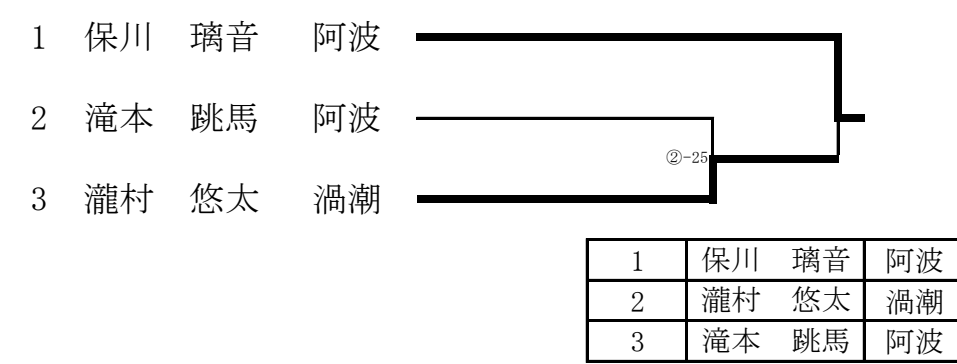 1 保川 璃音 阿波
2 滝本 跳馬 阿波
②-25
3 瀧村 悠太 渦潮
1 保川 璃音 阿波
2 瀧村 悠太 渦潮
3 滝本 跳馬 阿波